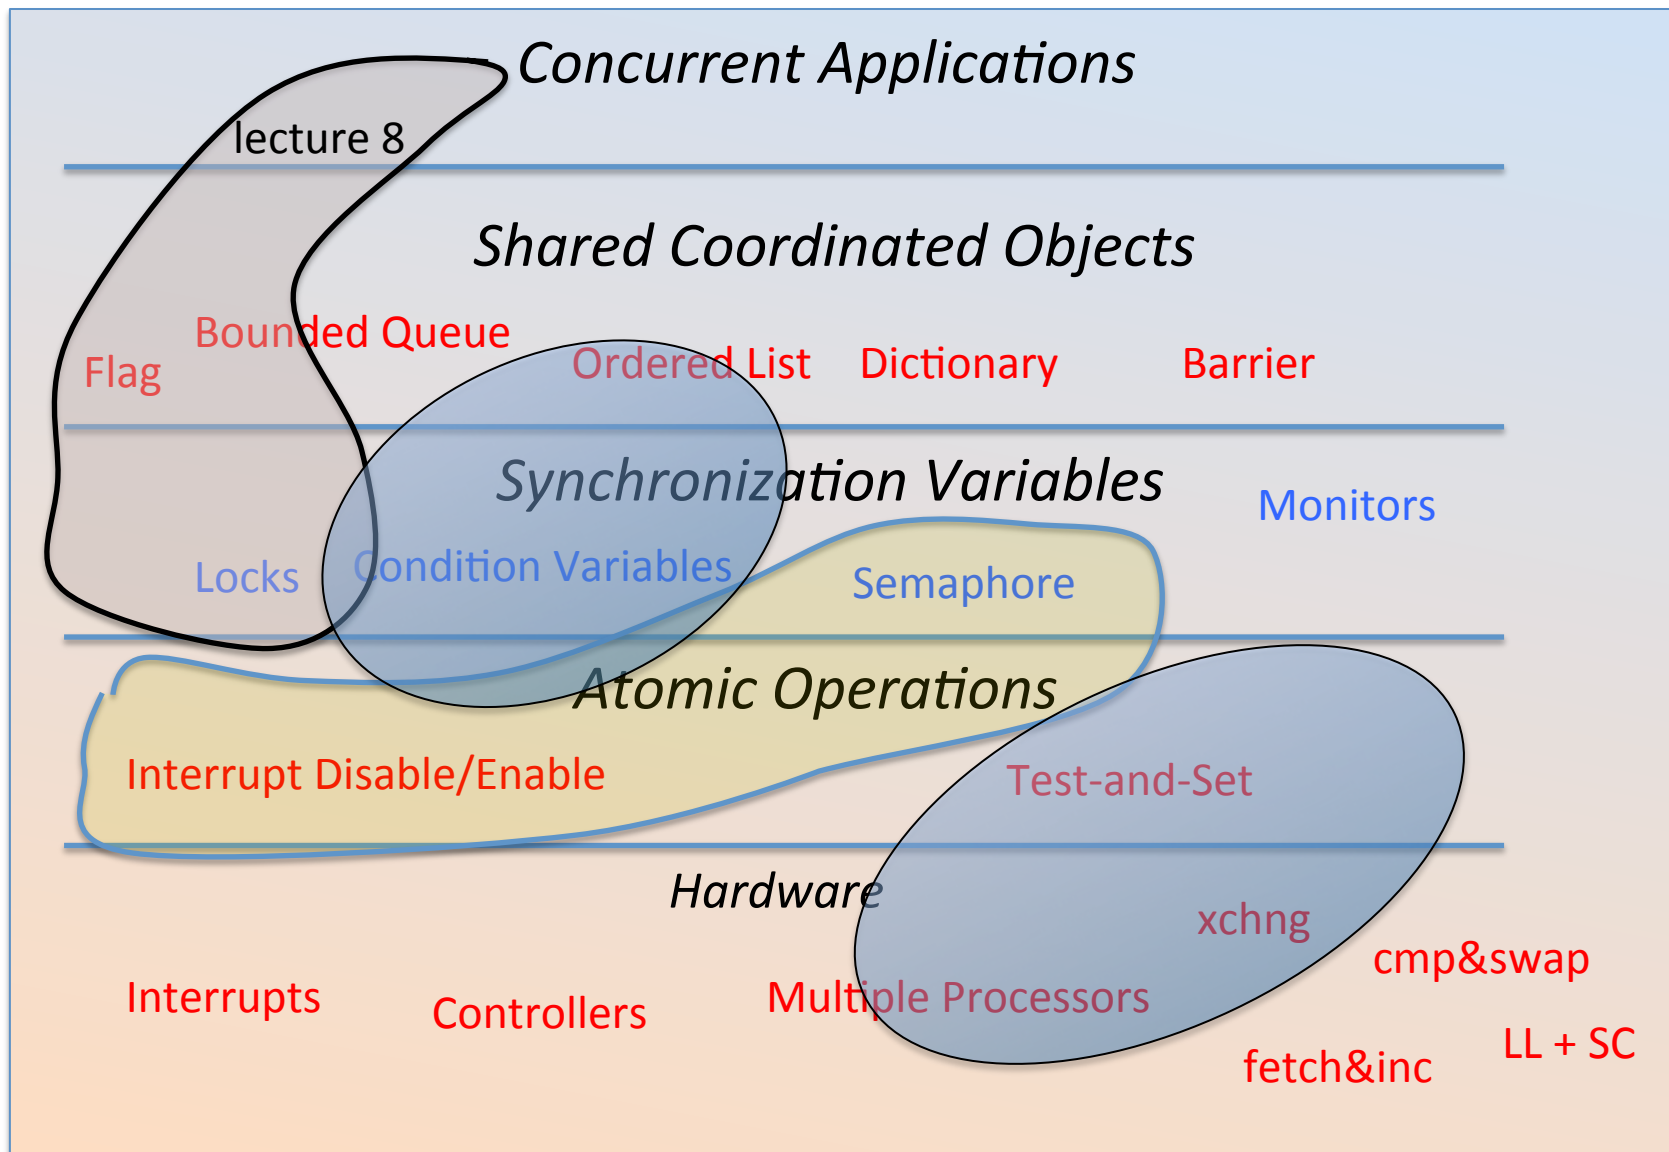 Concurrent Applications
lecture 8
Shared Coordinated Objects
Bounded Queue
Flag
Ordered List
Dictionary
Barrier
Synchronization Variables
Monitors
Locks
Condition Variables
Semaphore
Atomic Operations
Interrupt Disable/Enable
Test-and-Set
Hardware
xchng
cmp&swap
Interrupts
Controllers
Multiple Processors
LL + SC
fetch&inc